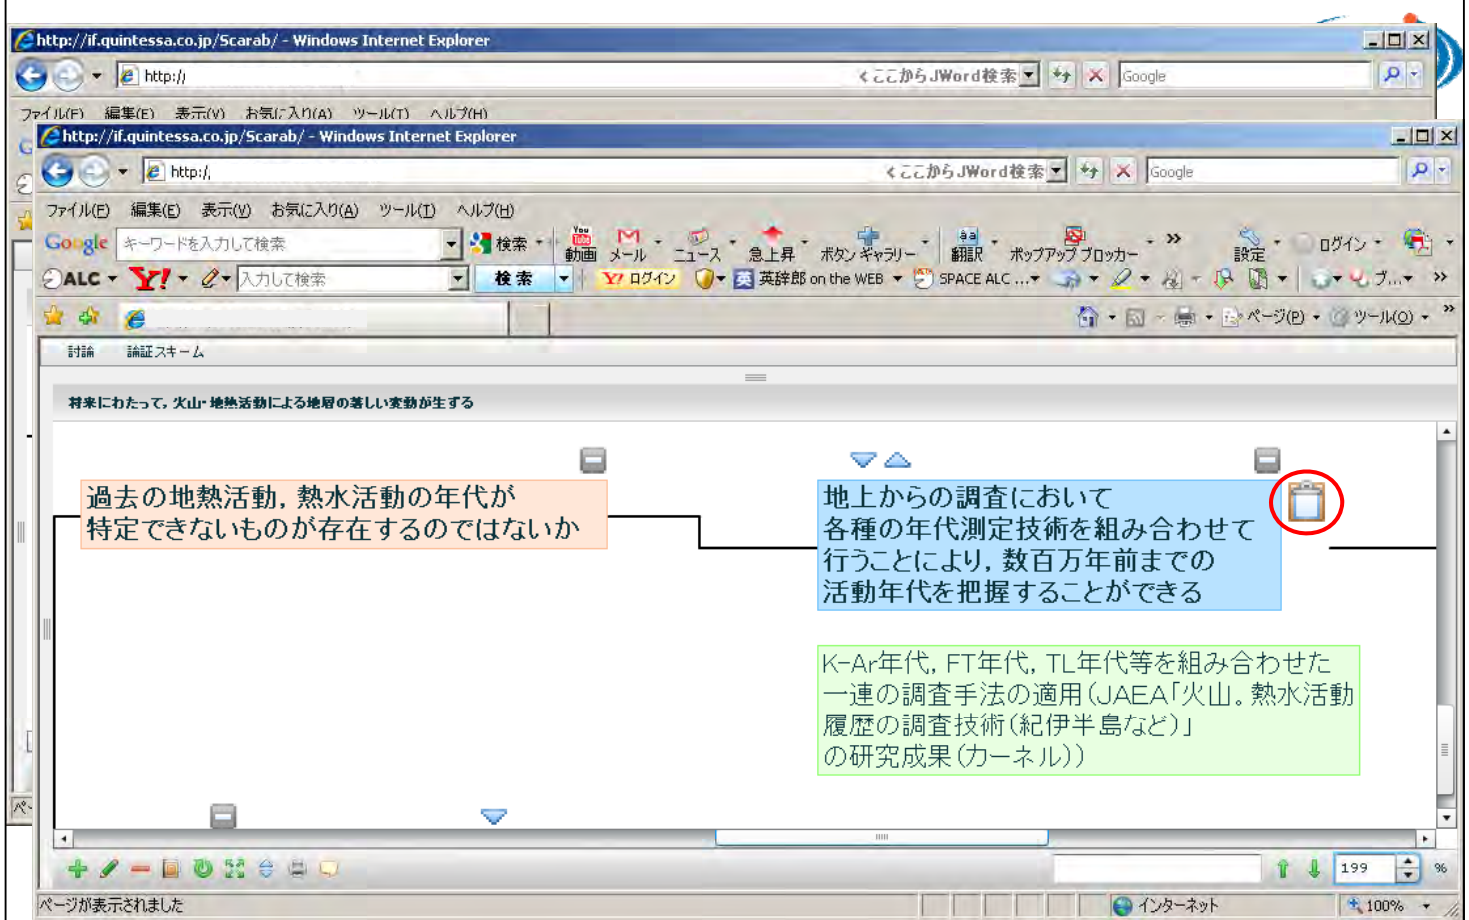 http://if.quintessa.co.jp/Scarab/ - Windows Internet Explorer
http://
くここからJWord検索
Google
ファイル(F) 編集(E) 表示(V) お気に入り(A) ツール(T) ヘルプ(H)
http://if.quintessa.co.jp/Scarab/ - Windows Internet Explorer
http:/
くここからJWord検索
Google
ファイル(F) 編集(E) 表示(V) お気に入り(A) ツール(T) ヘルプ(H)
Google キーワードを入力して検索 検索 動画 メール ニュース 急上昇 ボタン ギャラリー 翻訳 ポップアップ ブロッカー » 設定 ログイン
ALC Y! 入力して検索 検 索 Y! ログイン 英 英辞郎 on the WEB SPACE ALC ... ブ... »
ページ(P) ツール(O) »
討論 論証スキーム
将来にわたって，火山・地熱活動による地層の著しい変動が生ずる
過去の地熱活動，熱水活動の年代が
特定できないものが存在するのではないか
地上からの調査において
各種の年代測定技術を組み合わせて
行うことにより，数百万年前までの
活動年代を把握することができる
K-Ar年代，FT年代，TL年代等を組み合わせた
一連の調査手法の適用（JAEA「火山。熱水活動
履歴の調査技術（紀伊半島など）」
の研究成果（カーネル））
199 %
ページが表示されました
インターネット
100%